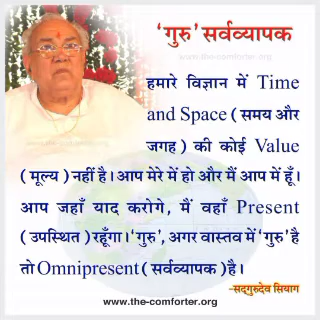 ‘गुरु’ सर्वव्यापक
www.the-comforter.org
हमारे विज्ञान में Time
and Space ( समय और
जगह ) की कोई Value
( मूल्य ) नहीं है। आप मेरे में हो और मैं आप में हूँ।
आप जहाँ याद करोगे, मैं वहाँ Present
( उपस्थित ) रहूँगा। ‘गुरु’, अगर वास्तव में ‘गुरु’ है
तो Omnipresent ( सर्वव्यापक ) है।
-सद्गुरुदेव सियाग
www.the-comforter.org